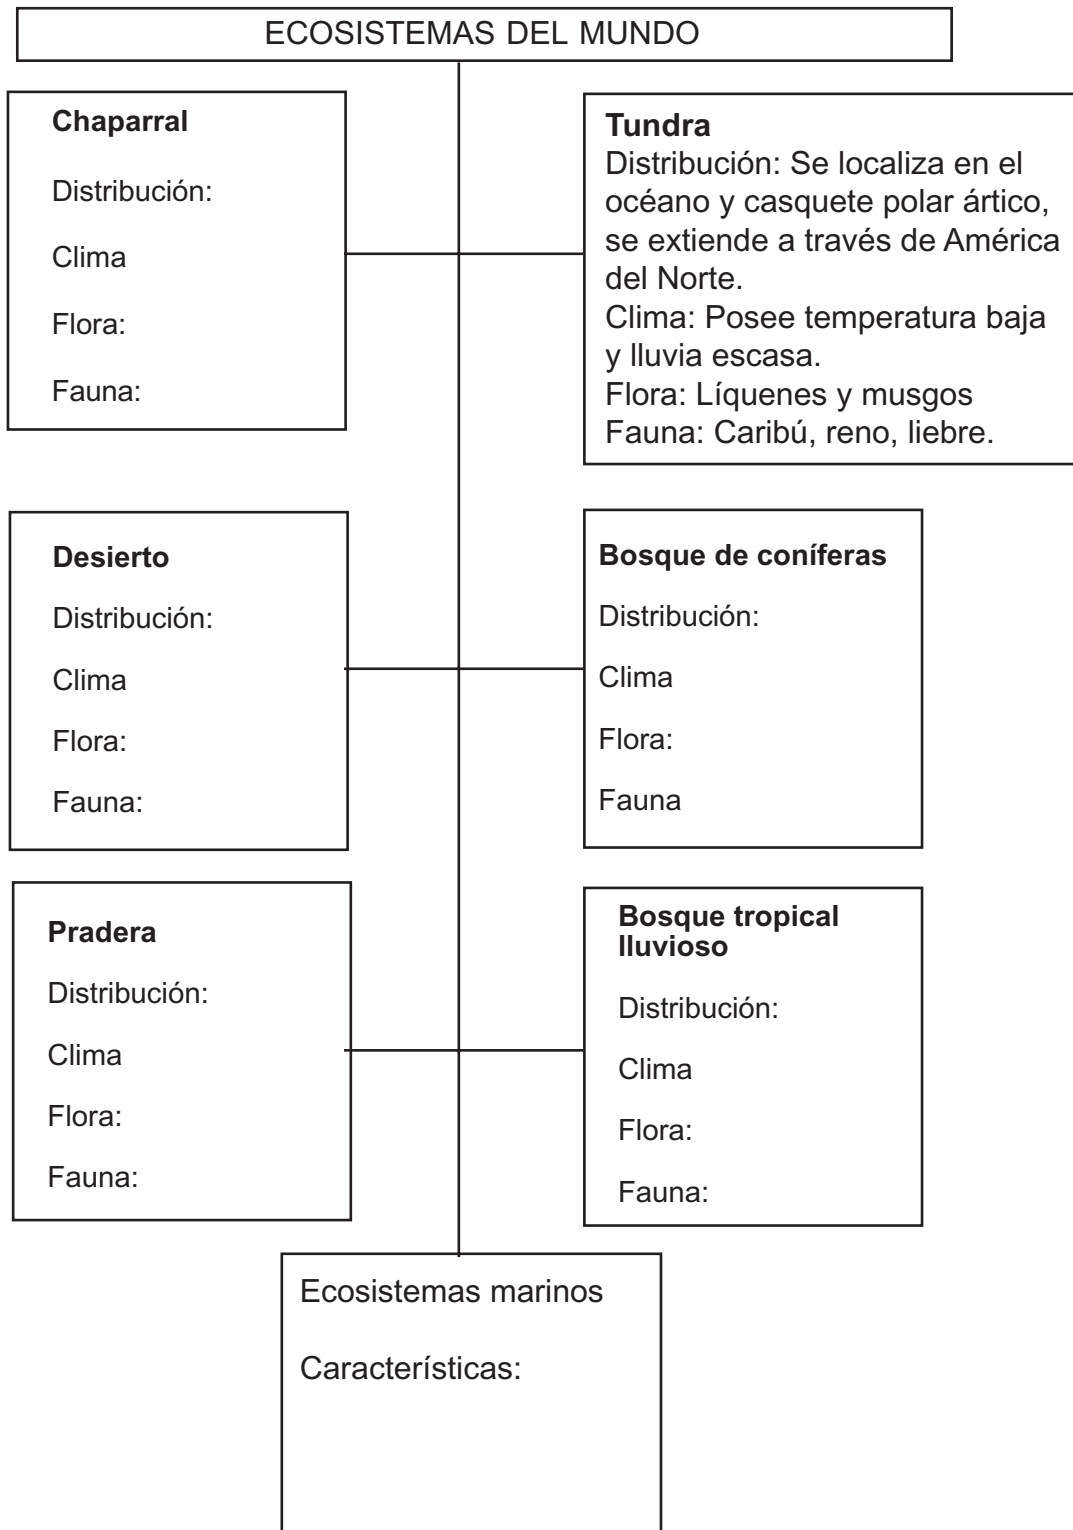 ECOSISTEMAS DEL MUNDO
Chaparral
Distribución:
Clima
Flora:
Fauna:
Tundra
Distribución: Se localiza en el
océano y casquete polar ártico,
se extiende a través de América
del Norte.
Clima: Posee temperatura baja
y lluvia escasa.
Flora: Líquenes y musgos
Fauna: Caribú, reno, liebre.
Desierto
Distribución:
Clima
Flora:
Fauna:
Bosque de coníferas
Distribución:
Clima
Flora:
Fauna
Pradera
Distribución:
Clima
Flora:
Fauna:
Bosque tropical
lluvioso
Distribución:
Clima
Flora:
Fauna:
Ecosistemas marinos
Características: